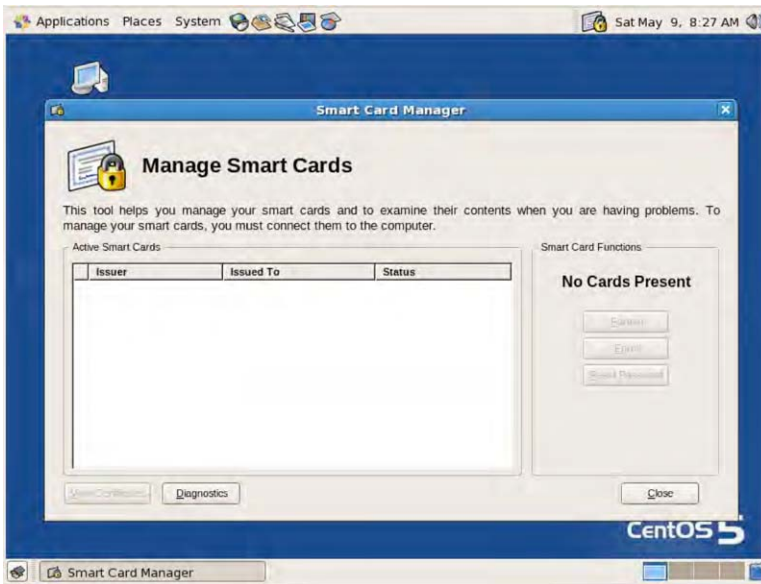 Applications Places System
Sat May 9, 8:27 AM
Smart Card Manager
Manage Smart Cards
This tool helps you manage your smart cards and to examine their contents when you are having problems. To
manage your smart cards, you must connect them to the computer.
Active Smart Cards
Issuer Issued To Status
Smart Card Functions
No Cards Present
Format
Enroll
Reset Password
View Certificates
Diagnostics
Close
CentOS 5
Smart Card Manager